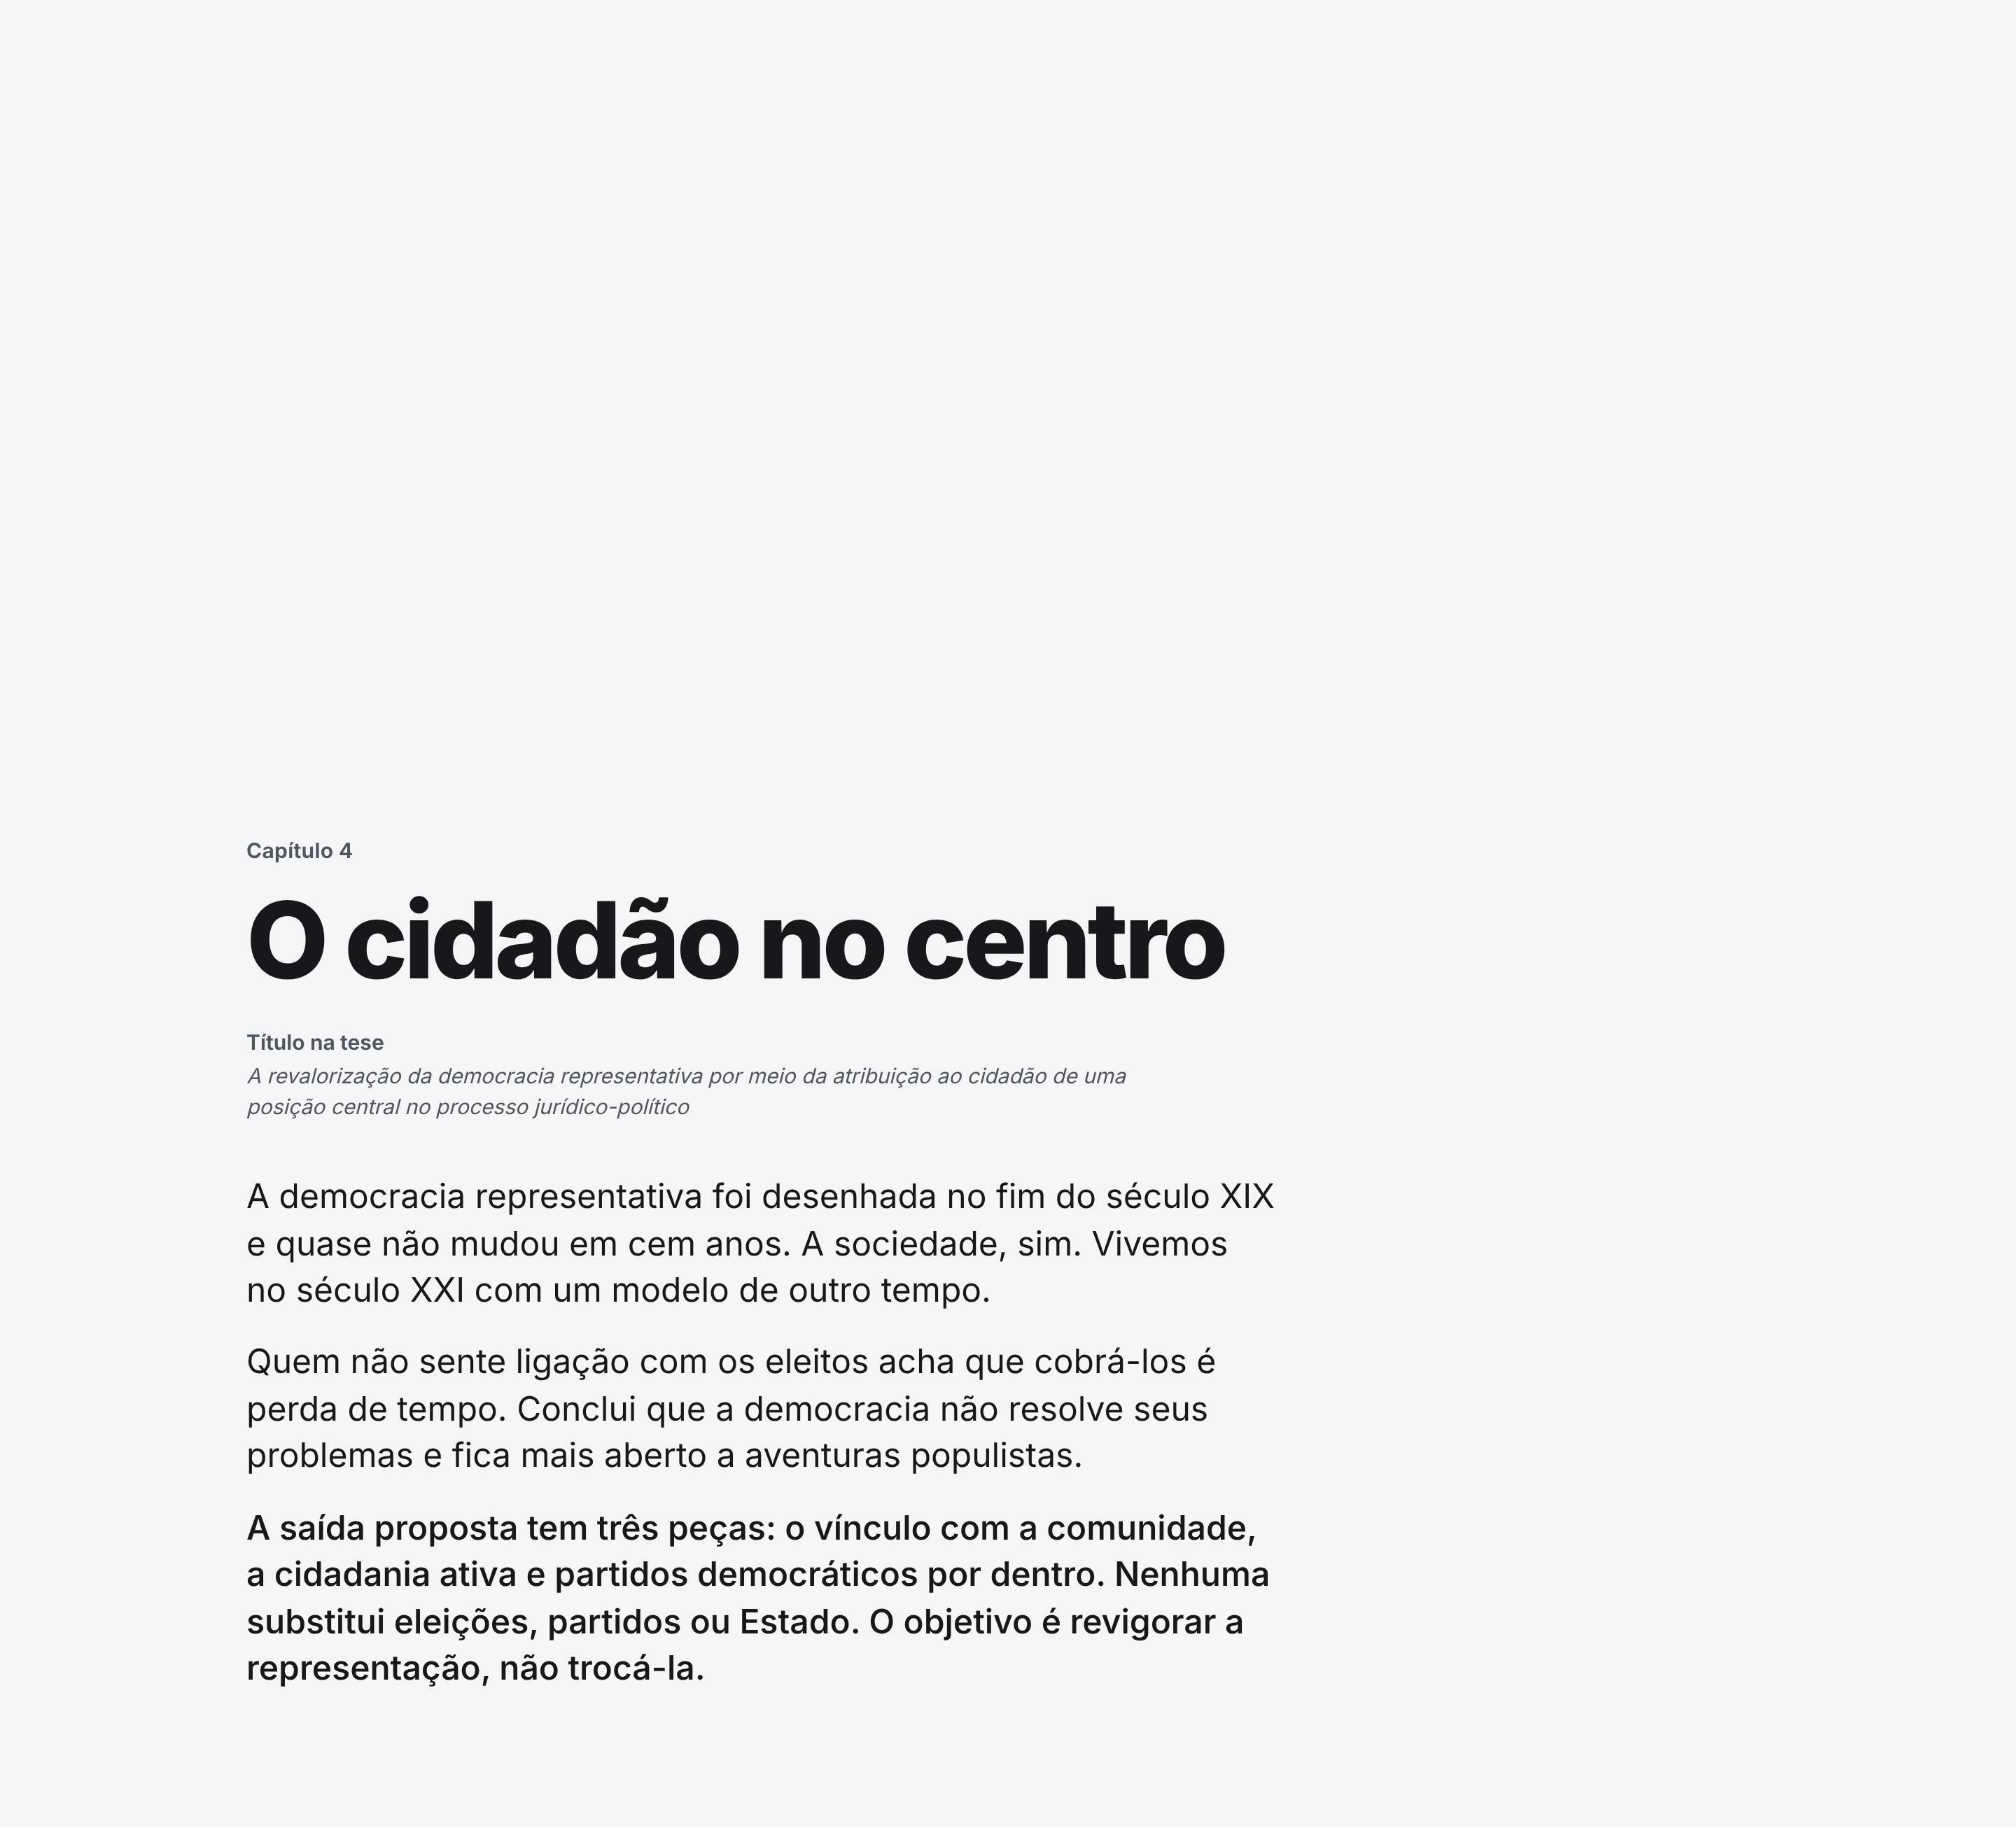 Capítulo 4
O cidadão no centro
Título na tese
A revalorização da democracia representativa por meio da atribuição ao cidadão de uma
posição central no processo jurídico-político
A democracia representativa foi desenhada no fim do século XIX
e quase não mudou em cem anos. A sociedade, sim. Vivemos
no século XXI com um modelo de outro tempo.
Quem não sente ligação com os eleitos acha que cobrá-los é
perda de tempo. Conclui que a democracia não resolve seus
problemas e fica mais aberto a aventuras populistas.
A saída proposta tem três peças: o vínculo com a comunidade,
a cidadania ativa e partidos democráticos por dentro. Nenhuma
substitui eleições, partidos ou Estado. O objetivo é revigorar a
representação, não trocá-la.